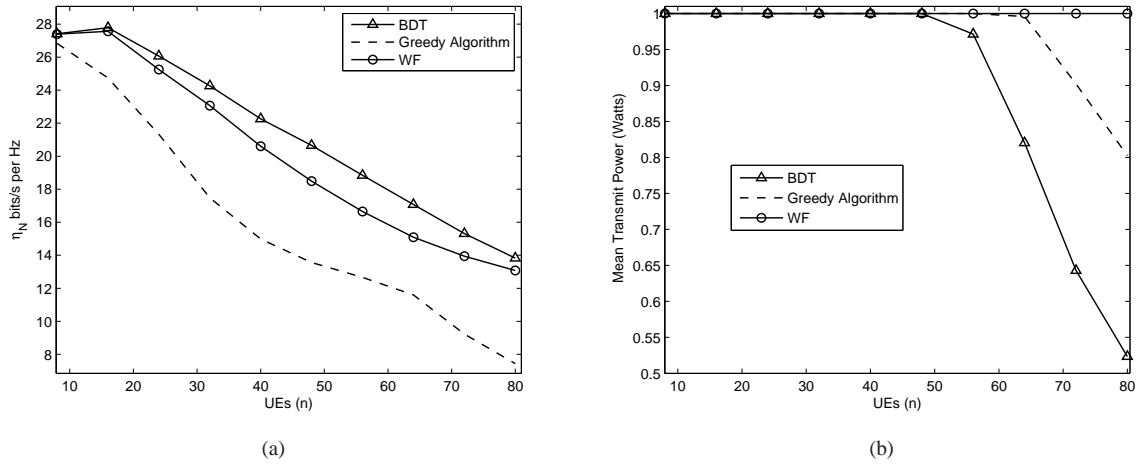 28
26
24
22
20
18
16
14
12
10
8
10 20 30 40 50 60 70 80
η_N bits/s per Hz
UEs (n)
BDT
Greedy Algorithm
WF
(a)
1
0.95
0.9
0.85
0.8
0.75
0.7
0.65
0.6
0.55
0.5
10 20 30 40 50 60 70 80
Mean Transmit Power (Watts)
UEs (n)
BDT
Greedy Algorithm
WF
(b)